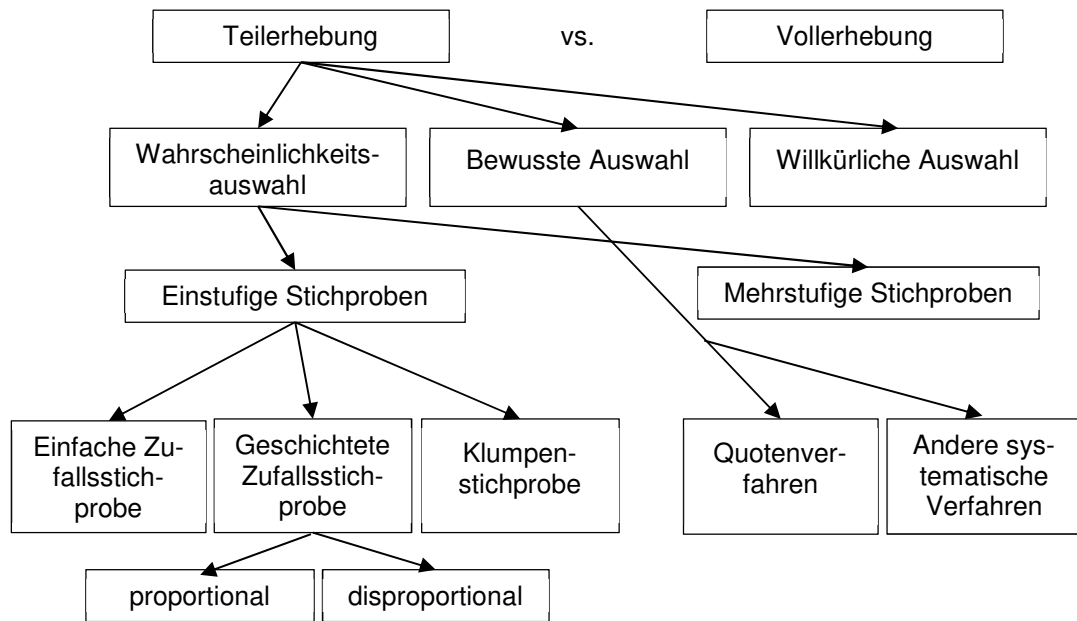 Teilerhebung vs. Vollerhebung
Wahrscheinlichkeits-
auswahl
Bewusste Auswahl
Willkürliche Auswahl
Einstufige Stichproben
Mehrstufige Stichproben
Einfache Zu-
fallsstich-
probe
Geschichtete
Zufallsstich-
probe
Klumpen-
stichprobe
Quotenver-
fahren
Andere sys-
tematische
Verfahren
proportional
disproportional